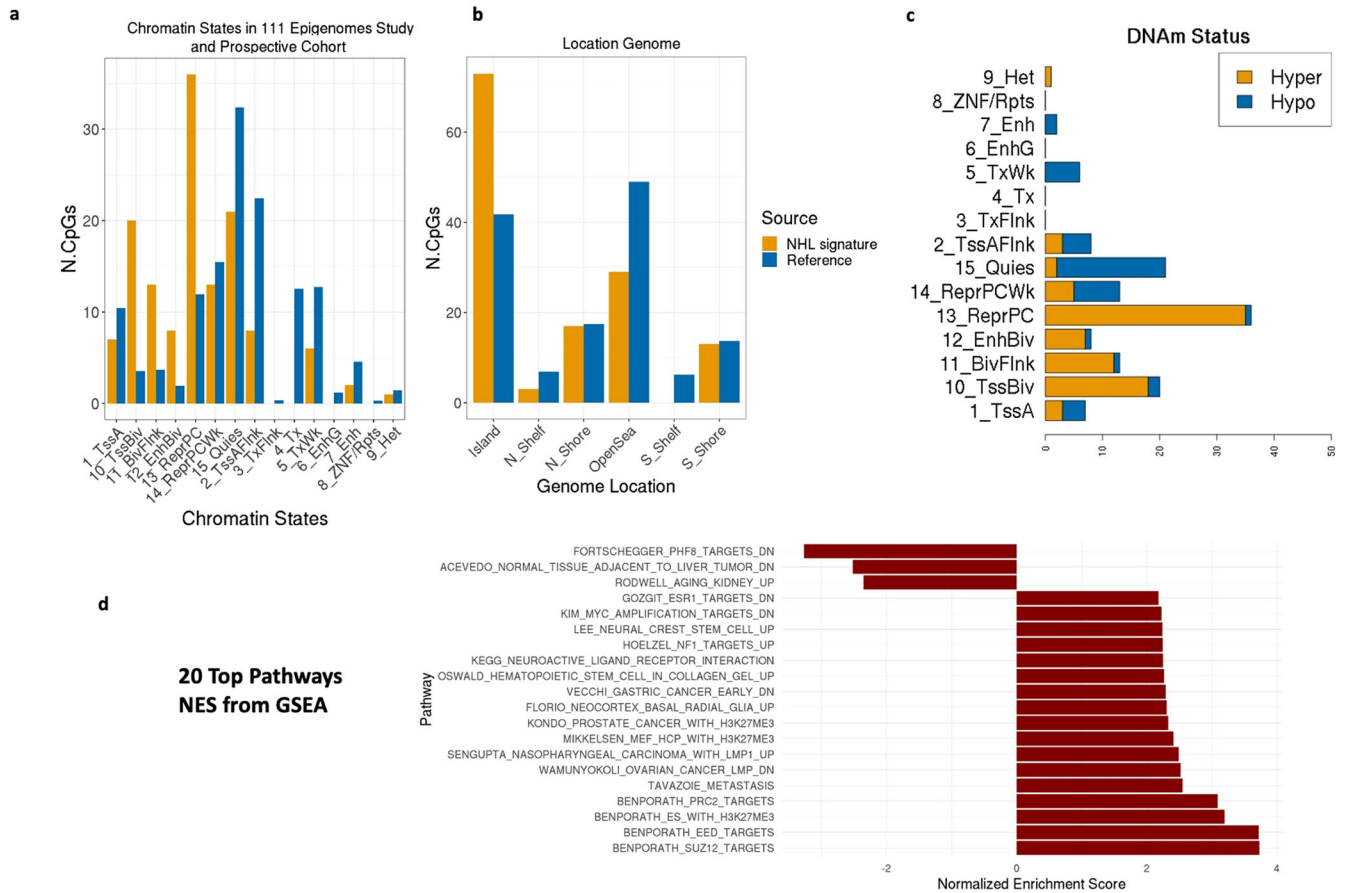 a
Chromatin States in 111 Epigenomes Study
and Prospective Cohort
N.CpGs
30
20
10
0
1_TssA
10_TssBiv
11_BivFlnk
12_EnhBiv
13_ReprPC
14_ReprPCWk
15_Quies
2_TssAFlnk
3_TxFlnk
4_Tx
5_TxWk
6_EnhG
7_Enh
8_ZNF/Rpts
9_Het
Chromatin States
b
Location Genome
N.CpGs
60
40
20
0
Island
N_Shelf
N_Shore
OpenSea
S_Shelf
S_Shore
Genome Location
Source
NHL signature
Reference
c
DNAm Status
Hyper
Hypo
9_Het
8_ZNF/Rpts
7_Enh
6_EnhG
5_TxWk
4_Tx
3_TxFlnk
2_TssAFlnk
15_Quies
14_ReprPCWk
13_ReprPC
12_EnhBiv
11_BivFlnk
10_TssBiv
1_TssA
0 10 20 30 40 50
d
20 Top Pathways
NES from GSEA
Pathway
FORTSCHEGGER_PHF8_TARGETS_DN
ACEVEDO_NORMAL_TISSUE_ADJACENT_TO_LIVER_TUMOR_DN
RODWELL_AGING_KIDNEY_UP
GOZGIT_ESR1_TARGETS_DN
KIM_MYC_AMPLIFICATION_TARGETS_DN
LEE_NEURAL_CREST_STEM_CELL_UP
HOELZEL_NF1_TARGETS_UP
KEGG_NEUROACTIVE_LIGAND_RECEPTOR_INTERACTION
OSWALD_HEMATOPOIETIC_STEM_CELL_IN_COLLAGEN_GEL_UP
VECCHI_GASTRIC_CANCER_EARLY_DN
FLORIO_NEOCORTEX_BASAL_RADIAL_GLIA_UP
KONDO_PROSTATE_CANCER_WITH_H3K27ME3
MIKKELSEN_MEF_HCP_WITH_H3K27ME3
SENGUPTA_NASOPHARYNGEAL_CARCINOMA_WITH_LMP1_UP
WAMUNYOKOLI_OVARIAN_CANCER_LMP_DN
TAVAZOIE_METASTASIS
BENPORATH_PRC2_TARGETS
BENPORATH_ES_WITH_H3K27ME3
BENPORATH_EED_TARGETS
BENPORATH_SUZ12_TARGETS
-2 0 2 4
Normalized Enrichment Score